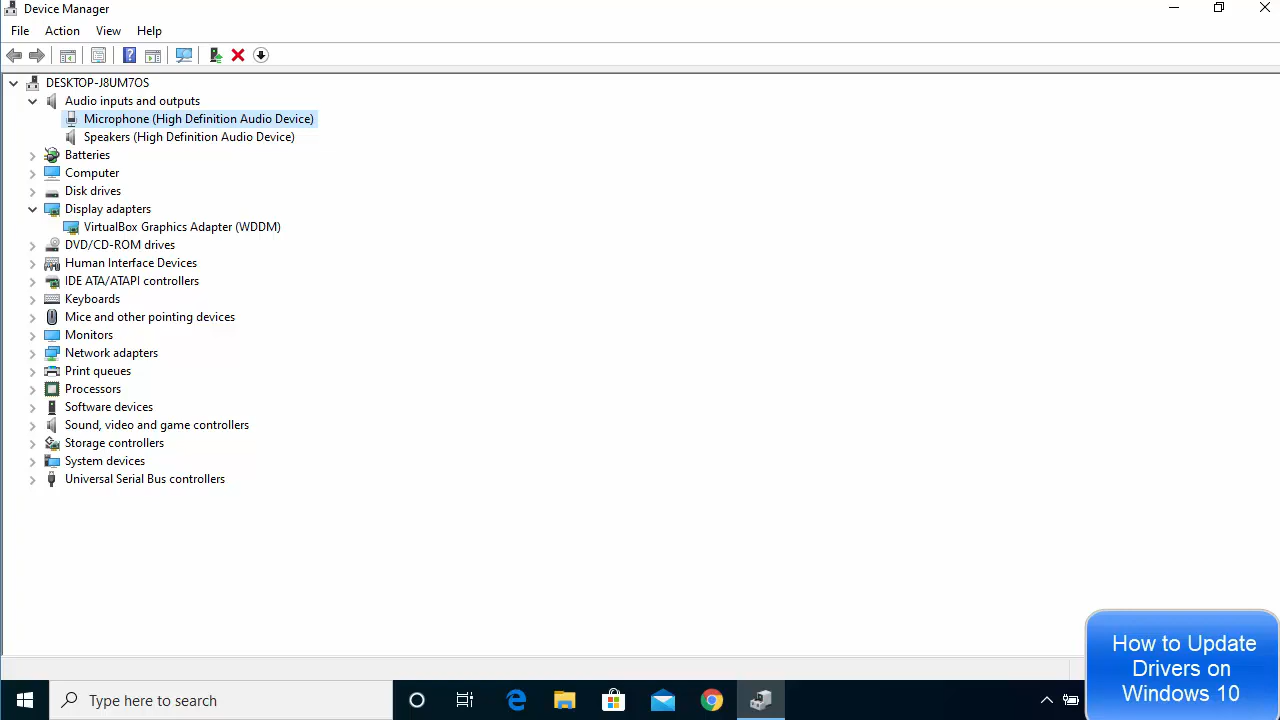 Device Manager
File Action View Help
DESKTOP-J8UM7OS
Audio inputs and outputs
Microphone (High Definition Audio Device)
Speakers (High Definition Audio Device)
Batteries
Computer
Disk drives
Display adapters
VirtualBox Graphics Adapter (WDDM)
DVD/CD-ROM drives
Human Interface Devices
IDE ATA/ATAPI controllers
Keyboards
Mice and other pointing devices
Monitors
Network adapters
Print queues
Processors
Software devices
Sound, video and game controllers
Storage controllers
System devices
Universal Serial Bus controllers
How to Update
Drivers on
Windows 10
Type here to search